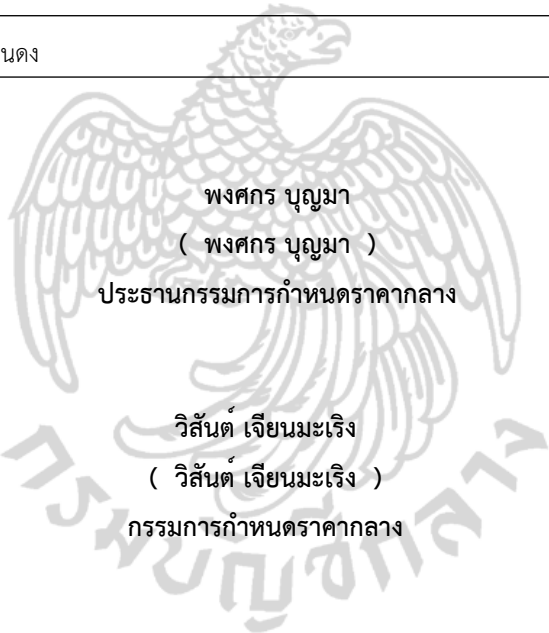 นดง
พงศกร บุญมา
( พงศกร บุญมา )
ประธานกรรมการกำหนดราคากลาง
วิสันต์ เจียนมะเริง
( วิสันต์ เจียนมะเริง )
กรรมการกำหนดราคากลาง
กรมบัญชีกลาง